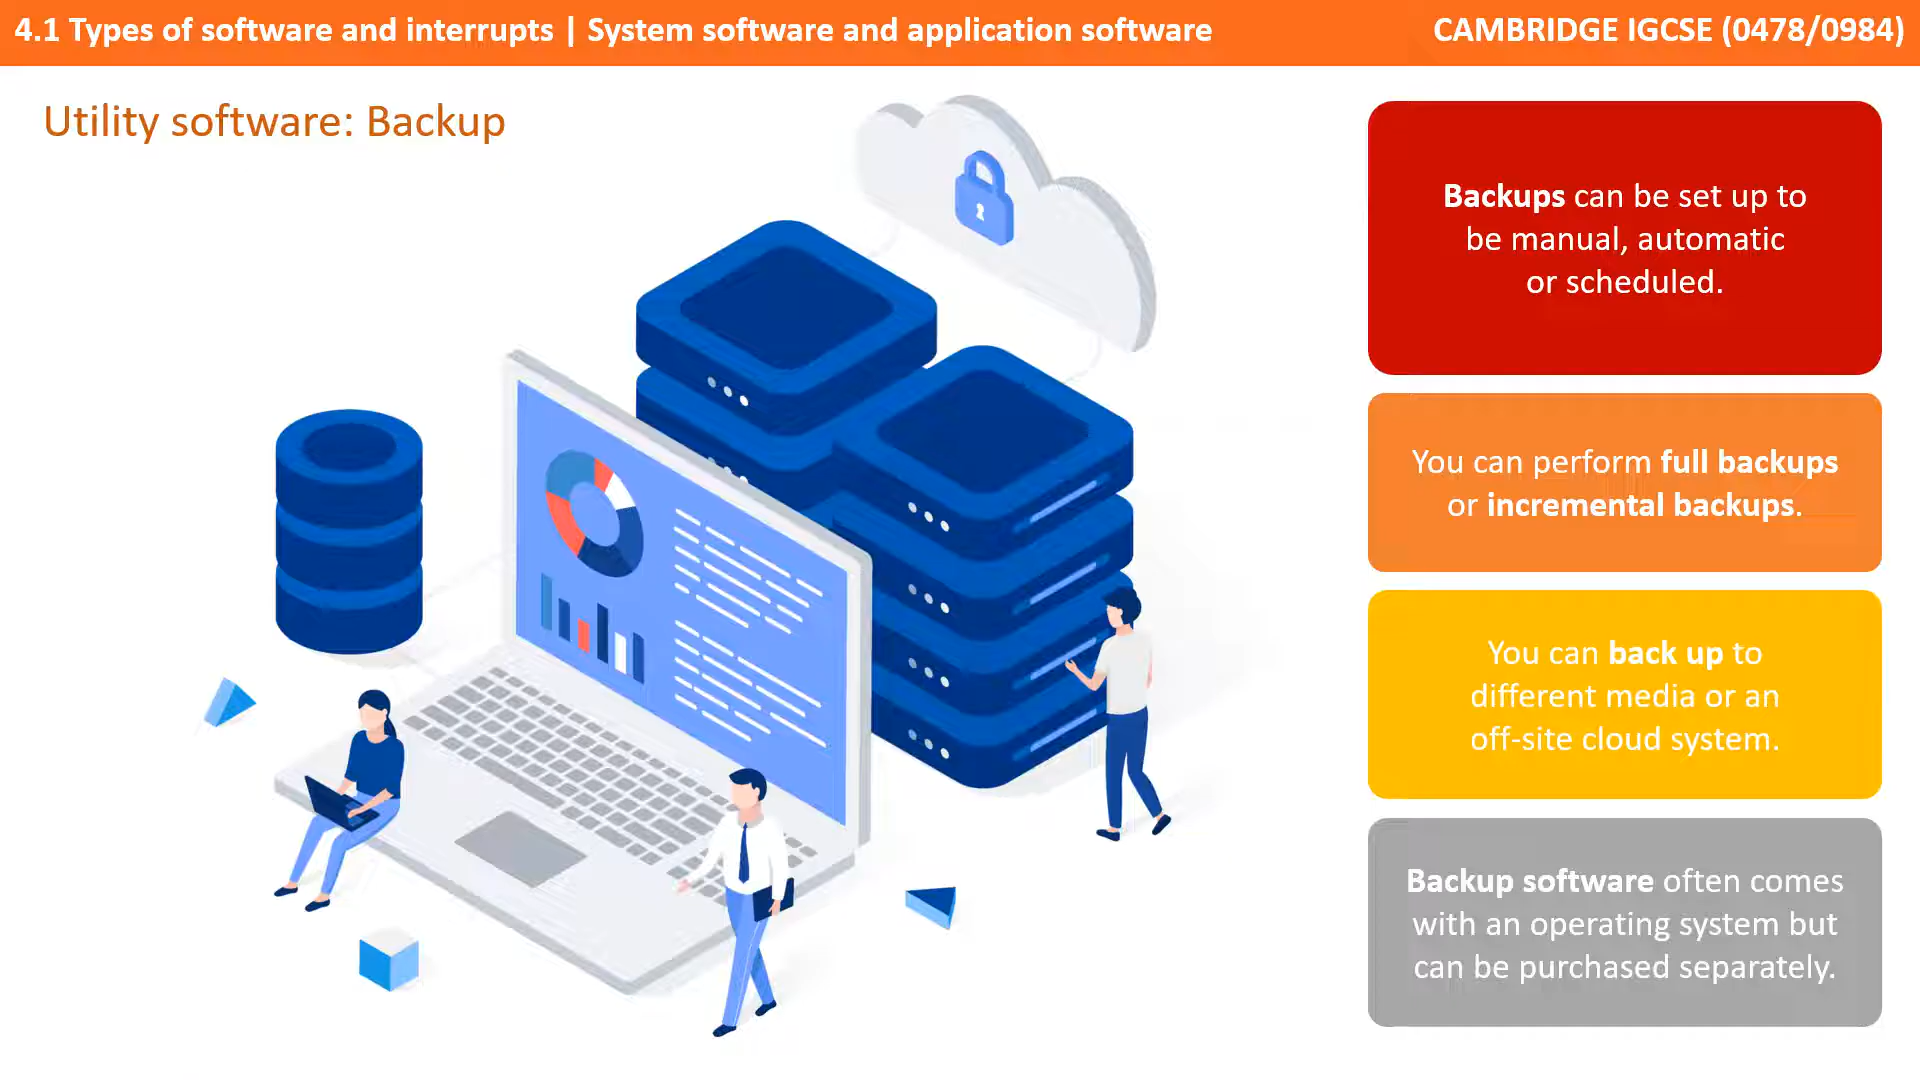 4.1 Types of software and interrupts | System software and application software
CAMBRIDGE IGCSE (0478/0984)
Utility software: Backup
Backups can be set up to
be manual, automatic
or scheduled.
You can perform full backups
or incremental backups.
You can back up to
different media or an
off-site cloud system.
Backup software often comes
with an operating system but
can be purchased separately.